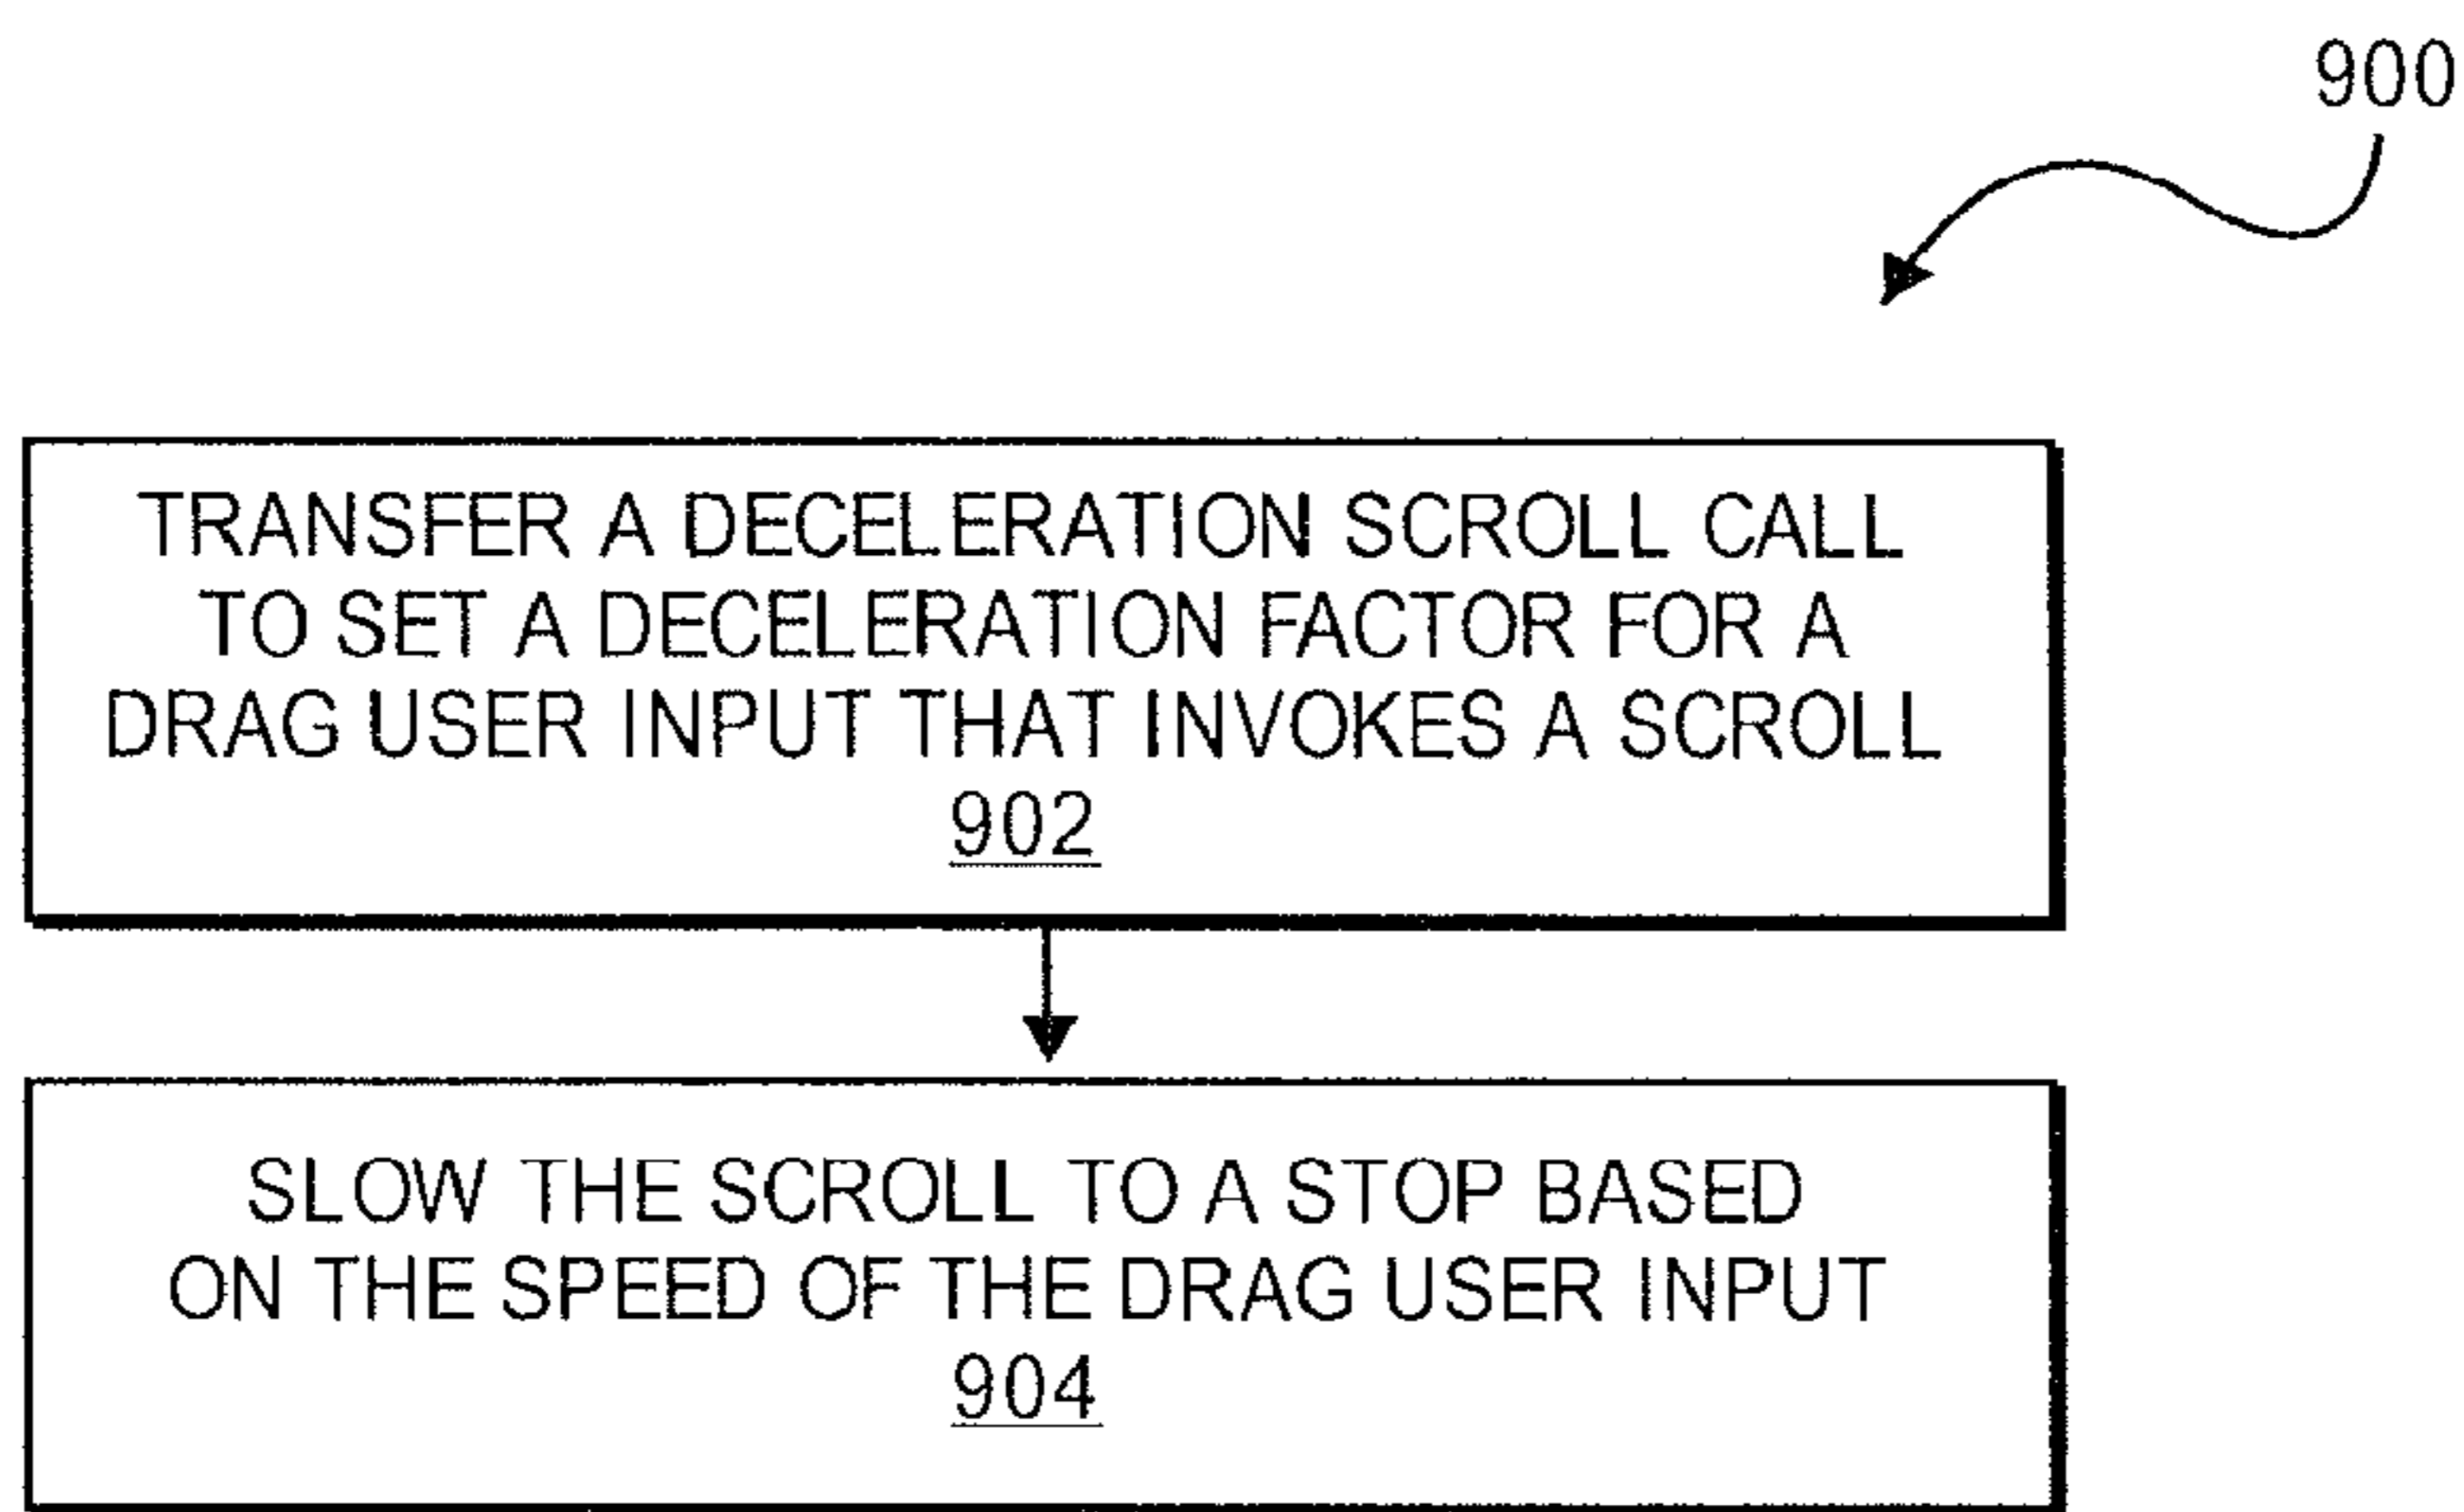 900
TRANSFER A DECELERATION SCROLL CALL
TO SET A DECELERATION FACTOR FOR A
DRAG USER INPUT THAT INVOKES A SCROLL
902
SLOW THE SCROLL TO A STOP BASED
ON THE SPEED OF THE DRAG USER INPUT
904